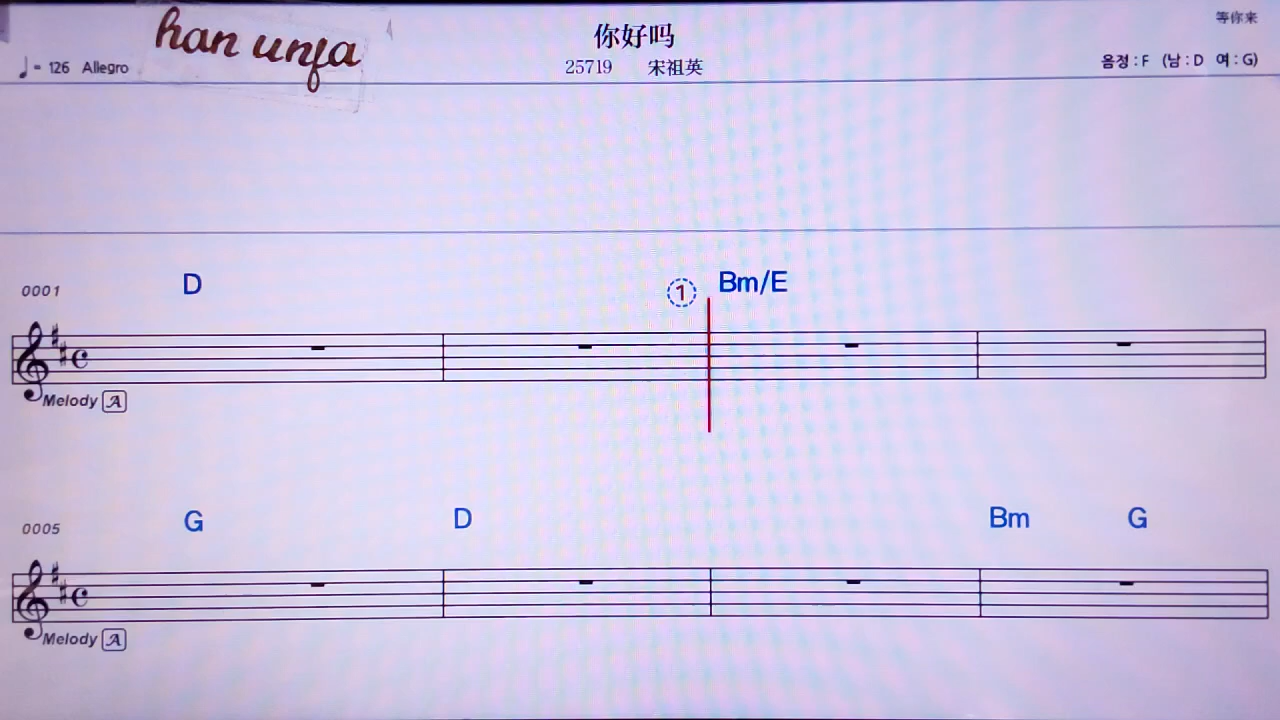 han unfa
你好吗
等你来
♩= 126 Allegro
25719 宋祖英
음정 : F (남 : D 여 : G)
0001 D ① Bm/E
Melody A
0005 G D Bm G
Melody A